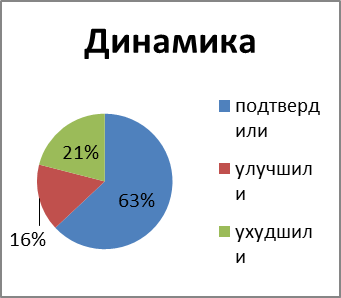 Динамика
21%
63%
16%
подтверд
или
улучшил
и
ухудшил
и